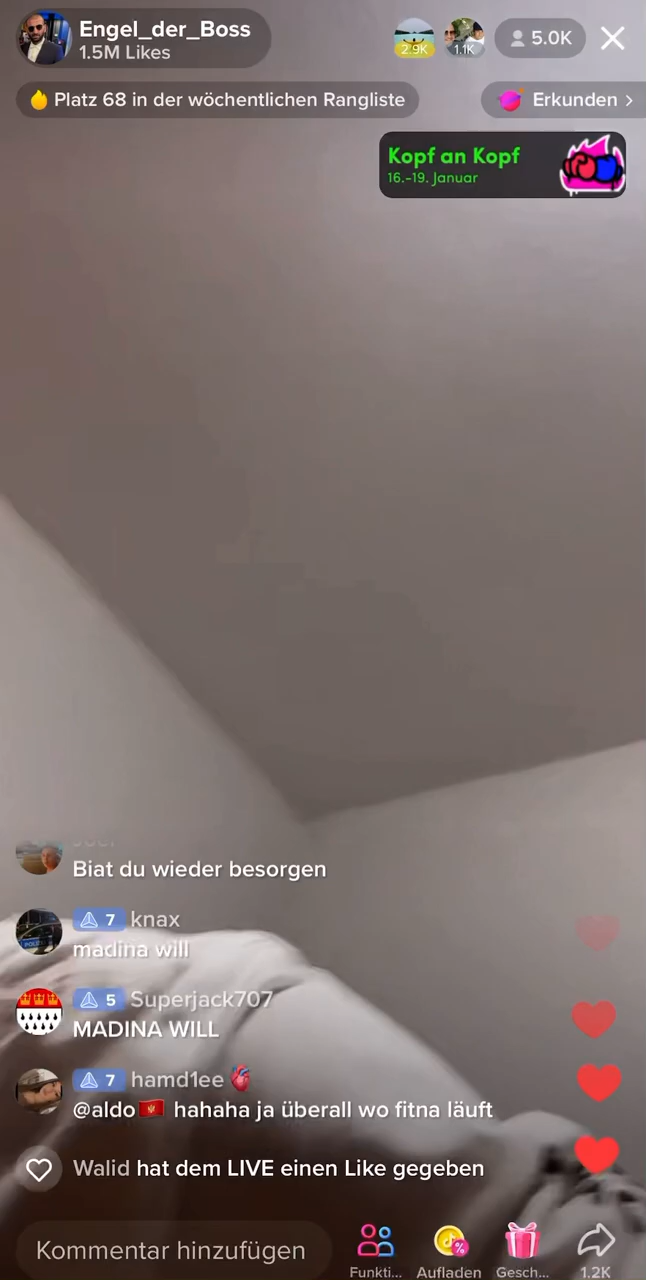 Engel_der_Boss
1.5M Likes
2.9K
1.1K
5.0K
Platz 68 in der wöchentlichen Rangliste
Erkunden >
Kopf an Kopf
16.-19. Januar
Biat du wieder besorgen
7 knax
madina will
5 Superjack707
MADINA WILL
7 hamd1ee
@aldo hahaha ja überall wo fitna läuft
Walid hat dem LIVE einen Like gegeben
Kommentar hinzufügen
Funkti...
Aufladen
Gesch...
1.2K